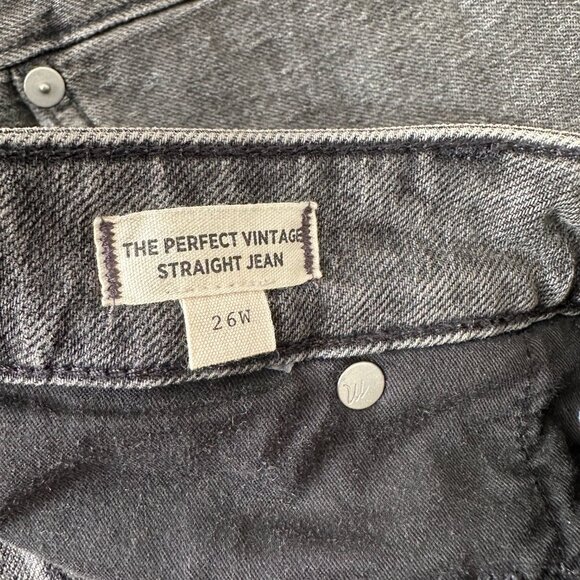 THE PERFECT VINTAGE
STRAIGHT JEAN
26W